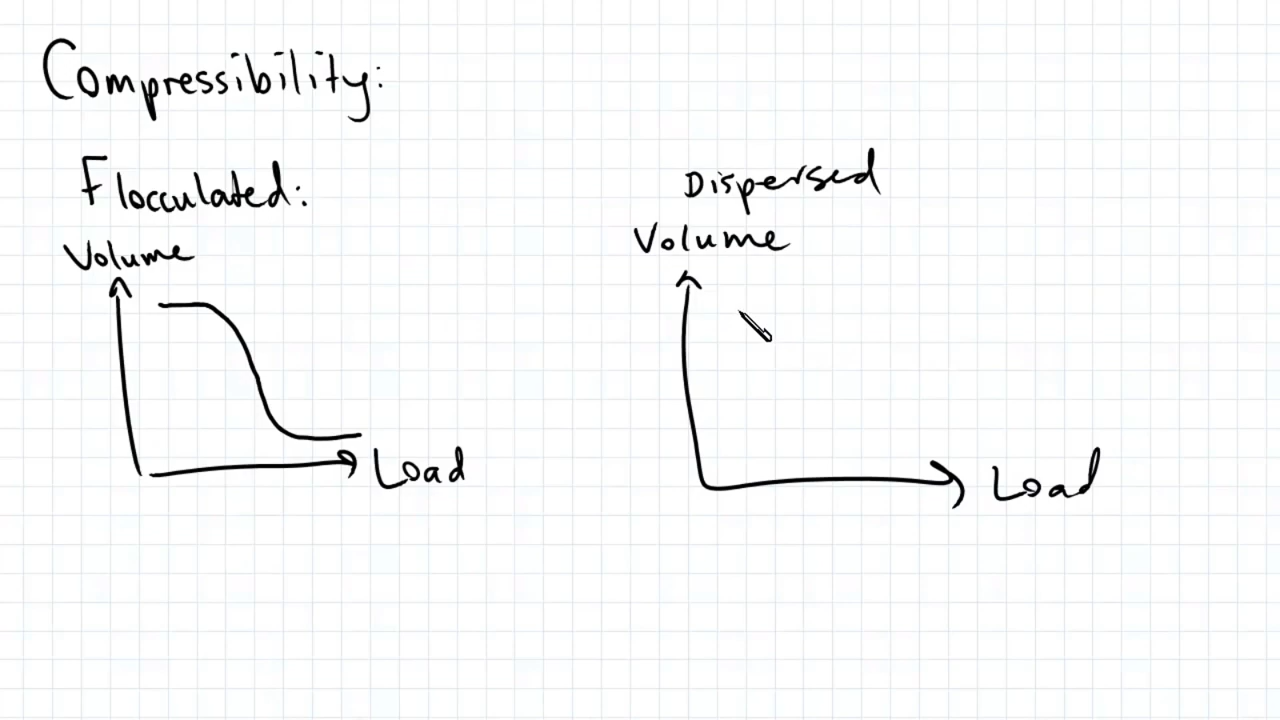 Compressibility:
Flocculated:
Volume
Load
Dispersed
Volume
Load